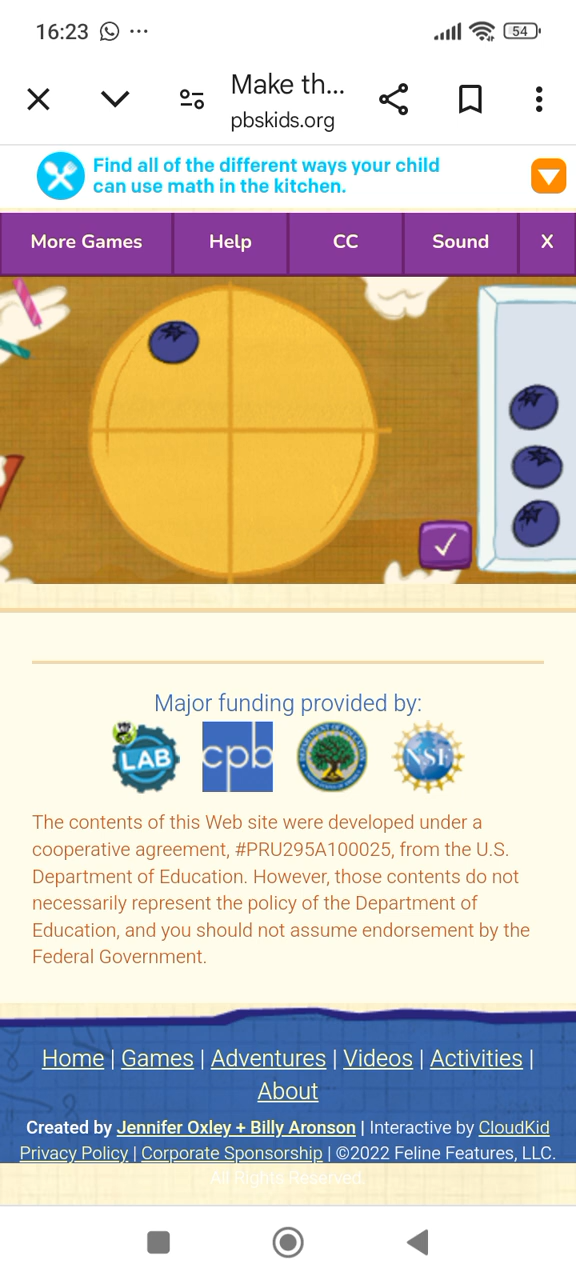 16:23
54
Make th...
pbskids.org
Find all of the different ways your child
can use math in the kitchen.
More Games Help CC Sound X
Major funding provided by:
LAB cpb NSF
The contents of this Web site were developed under a
cooperative agreement, #PRU295A100025, from the U.S.
Department of Education. However, those contents do not
necessarily represent the policy of the Department of
Education, and you should not assume endorsement by the
Federal Government.
Home | Games | Adventures | Videos | Activities |
About
Created by Jennifer Oxley + Billy Aronson | Interactive by CloudKid
Privacy Policy | Corporate Sponsorship | ©2022 Feline Features, LLC.
All Rights Reserved.